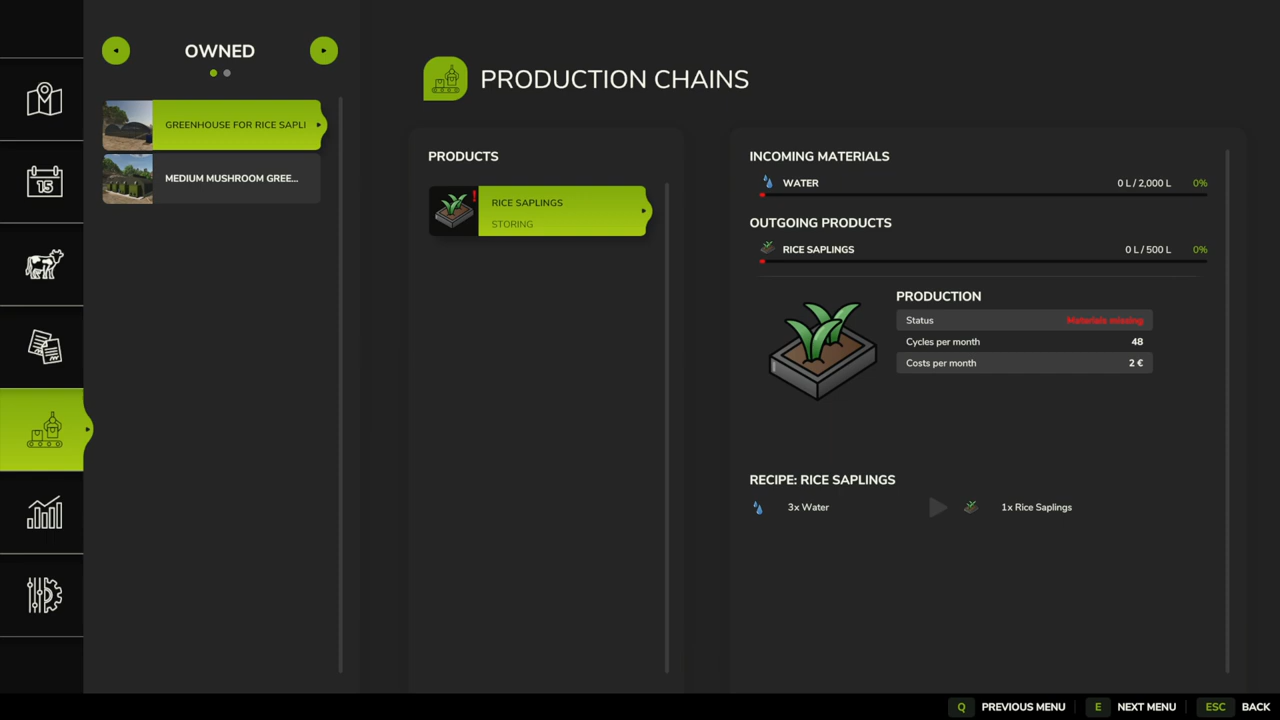 OWNED
GREENHOUSE FOR RICE SAPLI
MEDIUM MUSHROOM GREE...
15
PRODUCTION CHAINS
PRODUCTS
RICE SAPLINGS
STORING
INCOMING MATERIALS
WATER 0 L / 2,000 L 0%
OUTGOING PRODUCTS
RICE SAPLINGS 0 L / 500 L 0%
PRODUCTION
Status Materials missing
Cycles per month 48
Costs per month 2 €
RECIPE: RICE SAPLINGS
3x Water 1x Rice Saplings
Q PREVIOUS MENU E NEXT MENU ESC BACK